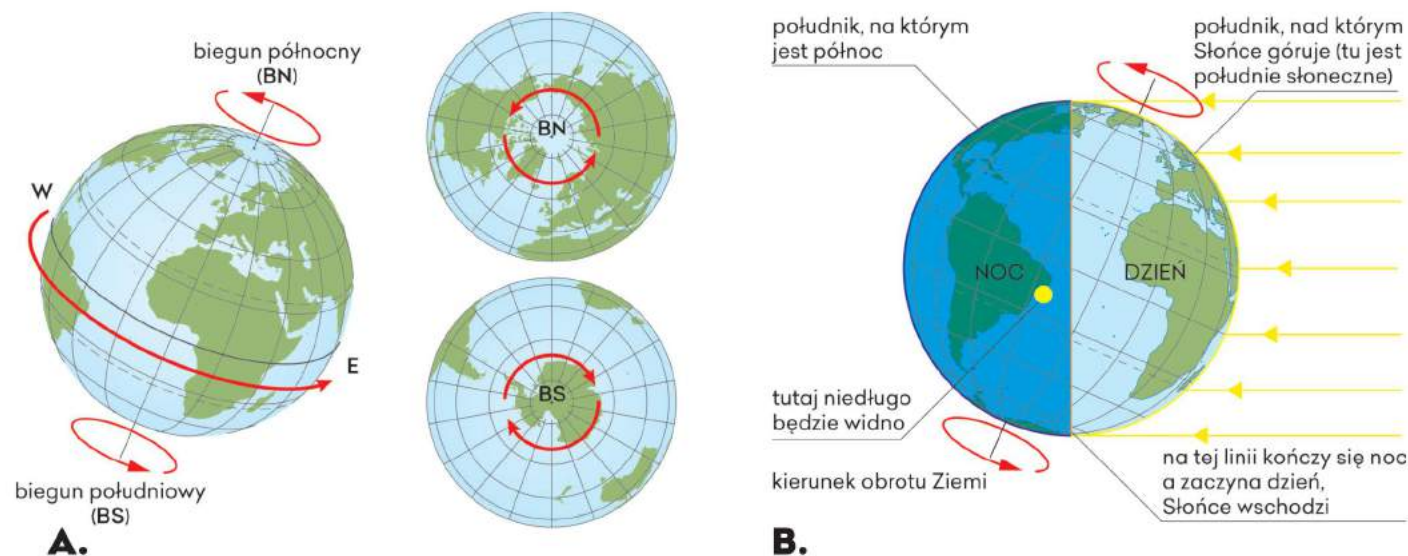 biegun północny
(BN)
W
E
biegun południowy
(BS)
A.
BN
BS
południk, na którym
jest północ
południk, nad którym
Słońce góruje (tu jest
południe słoneczne)
NOC
DZIEŃ
tutaj niedługo
będzie widno
kierunek obrotu Ziemi
na tej linii kończy się noc
a zaczyna dzień,
Słońce wschodzi
B.